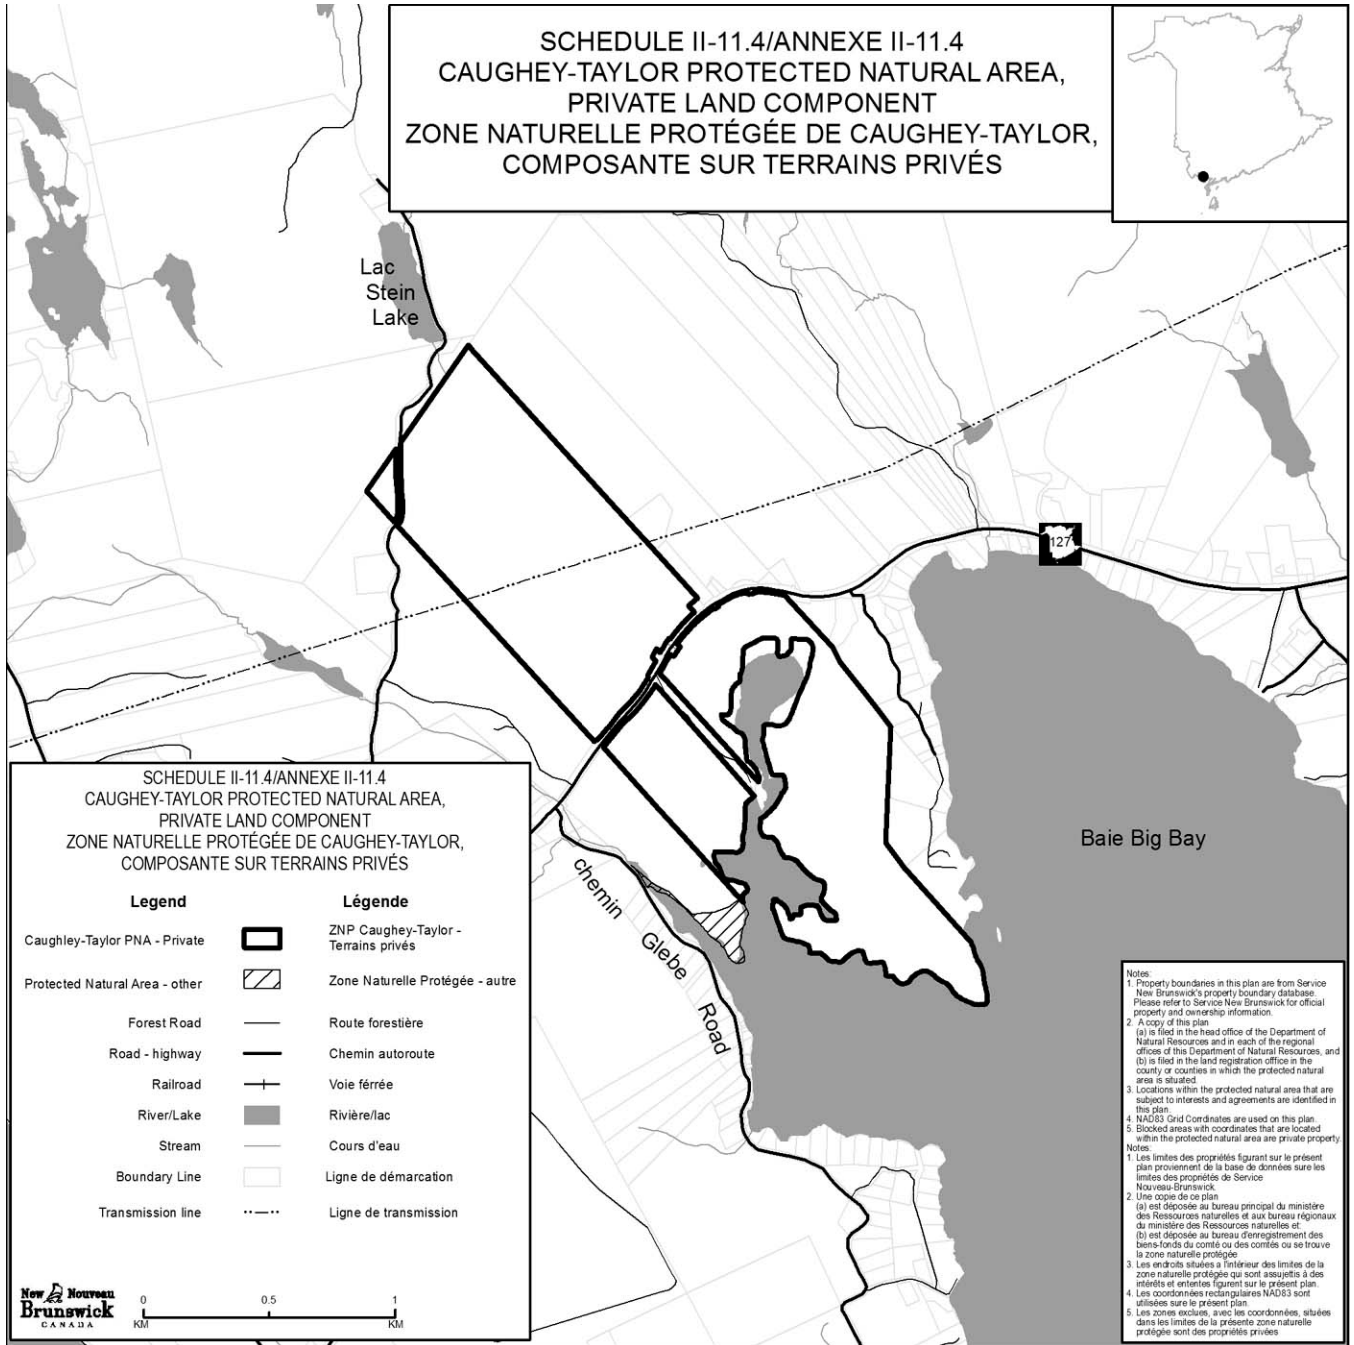 SCHEDULE II-11.4/ANNEXE II-11.4
CAUGHEY-TAYLOR PROTECTED NATURAL AREA,
PRIVATE LAND COMPONENT
ZONE NATURELLE PROTÉGÉE DE CAUGHEY-TAYLOR,
COMPOSANTE SUR TERRAINS PRIVÉS
Lac
Stein
Lake
127
Baie Big Bay
chemin
Glebe
Road
SCHEDULE II-11.4/ANNEXE II-11.4
CAUGHEY-TAYLOR PROTECTED NATURAL AREA,
PRIVATE LAND COMPONENT
ZONE NATURELLE PROTÉGÉE DE CAUGHEY-TAYLOR,
COMPOSANTE SUR TERRAINS PRIVÉS
Legend Légende
Caughley-Taylor PNA - Private
ZNP Caughey-Taylor -
Terrains privés
Protected Natural Area - other Zone Naturelle Protégée - autre
Forest Road Route forestière
Road - highway Chemin autoroute
Railroad Voie férrée
River/Lake Rivière/lac
Stream Cours d'eau
Boundary Line Ligne de démarcation
Transmission line Ligne de transmission
New Nouveau
Brunswick
CANADA
0 0.5 1
KM KM
Notes:
1. Property boundaries in this plan are from Service
New Brunswick's property boundary database.
Please refer to Service New Brunswick for official
property and ownership information.
2. A copy of this plan
(a) is filed in the head office of the Department of
Natural Resources and in each of the regional
offices of this Department of Natural Resources, and
(b) is filed in the land registration offfice in the
county or counties in which the protected natural
area is situated.
3. Locations within the protected natural area that are
subject to interests and agreements are identified in
this plan.
4. NAD83 Grid Corrdinates are used on this plan.
5. Blocked areas with coordinates that are located
within the protected natural area are private property.
Notes:
1. Les limites des propriétés figurant sur le présent
plan proviennent de la base de données sure les
limites des propriétés de Service
Nouveau-Brunswick.
2. Une copie de ce plan
(a) est déposée au bureau principal du ministère
des Ressources naturelles et aux bureau régionaux
du ministère des Ressources naturelles et:
(b) est déposée au bureau d'enregistrement des
biens-fonds du comté ou des comtés ou se trouve
la zone naturelle protégée
3. Les endroits situées a l'intérieur des limites de la
zone naturelle protégée qui sont assujettis à des
intérêts et ententes figurent sur le présent plan.
4. Les coordonnées rectangulaires NAD83 sont
utilisées sure le présent plan.
5. Les zones exclues, avec les coordonnées, situées
dans les limites de la présente zone naturelle
protégée sont des propriétés privées